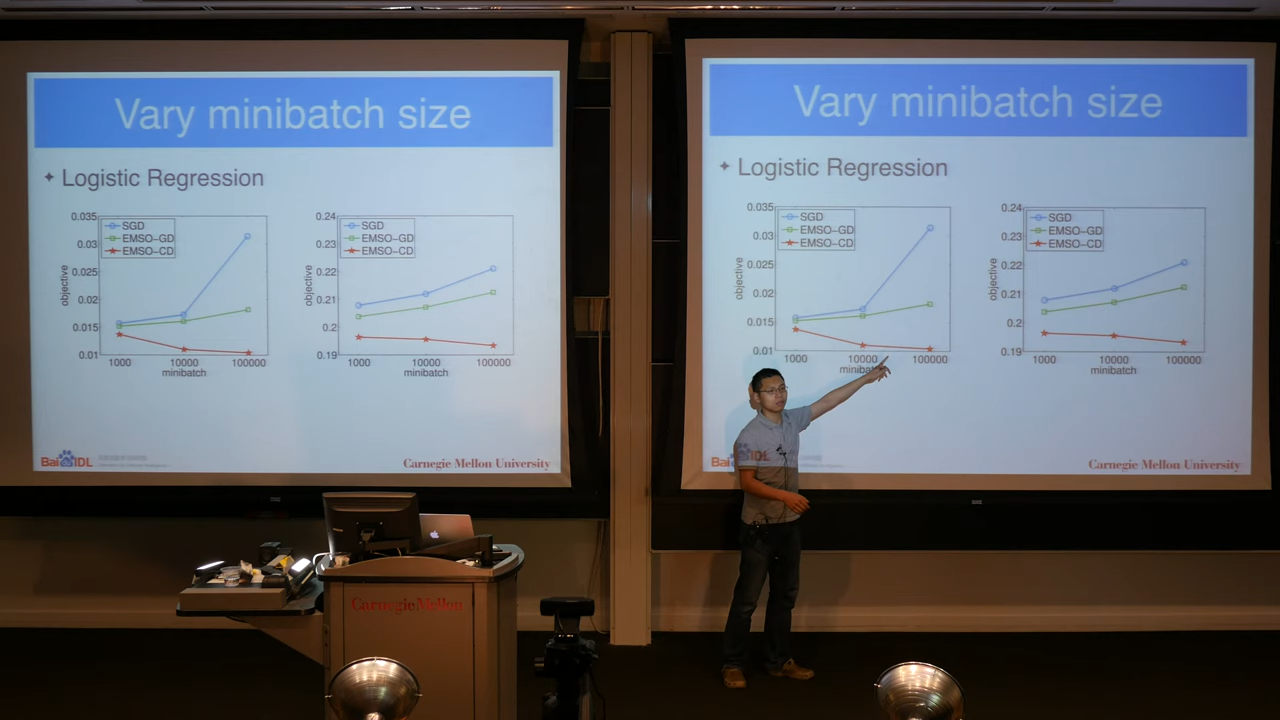 Vary minibatch size
✦ Logistic Regression
0.035
0.03
0.025
0.02
0.015
0.01
objective
SGD
EMSO-GD
EMSO-CD
1000 10000 100000
minibatch
0.24
0.23
0.22
0.21
0.2
0.19
objective
SGD
EMSO-GD
EMSO-CD
1000 10000 100000
minibatch
Bai IDL
Carnegie Mellon University
Vary minibatch size
✦ Logistic Regression
0.035
0.03
0.025
0.02
0.015
0.01
objective
SGD
EMSO-GD
EMSO-CD
1000 10000 100000
minibatch
0.24
0.23
0.22
0.21
0.2
0.19
objective
SGD
EMSO-GD
EMSO-CD
1000 10000 100000
minibatch
Bai IDL
Carnegie Mellon University
Carnegie Mellon